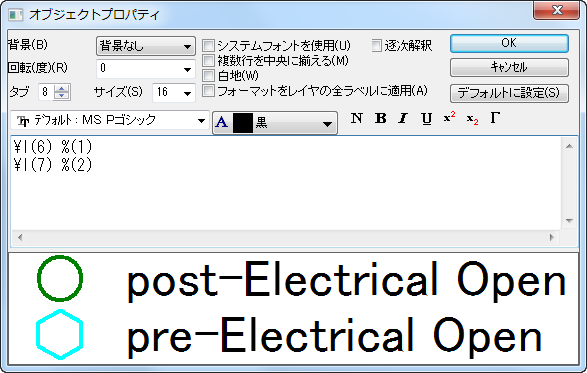 オブジェクトプロパティ
背景(B) 背景なし システムフォントを使用(U) 逐次解釈 OK
回転(度)(R) 0 複数行を中央に揃える(M) キャンセル
白地(W)
タブ 8 サイズ(S) 16 フォーマットをレイヤの全ラベルに適用(A) デフォルトに設定(S)
デフォルト: MS Pゴシック A 黒 N B I U x² x₂ Γ
¥l(6) %(1)
¥l(7) %(2)
post-Electrical Open
pre-Electrical Open